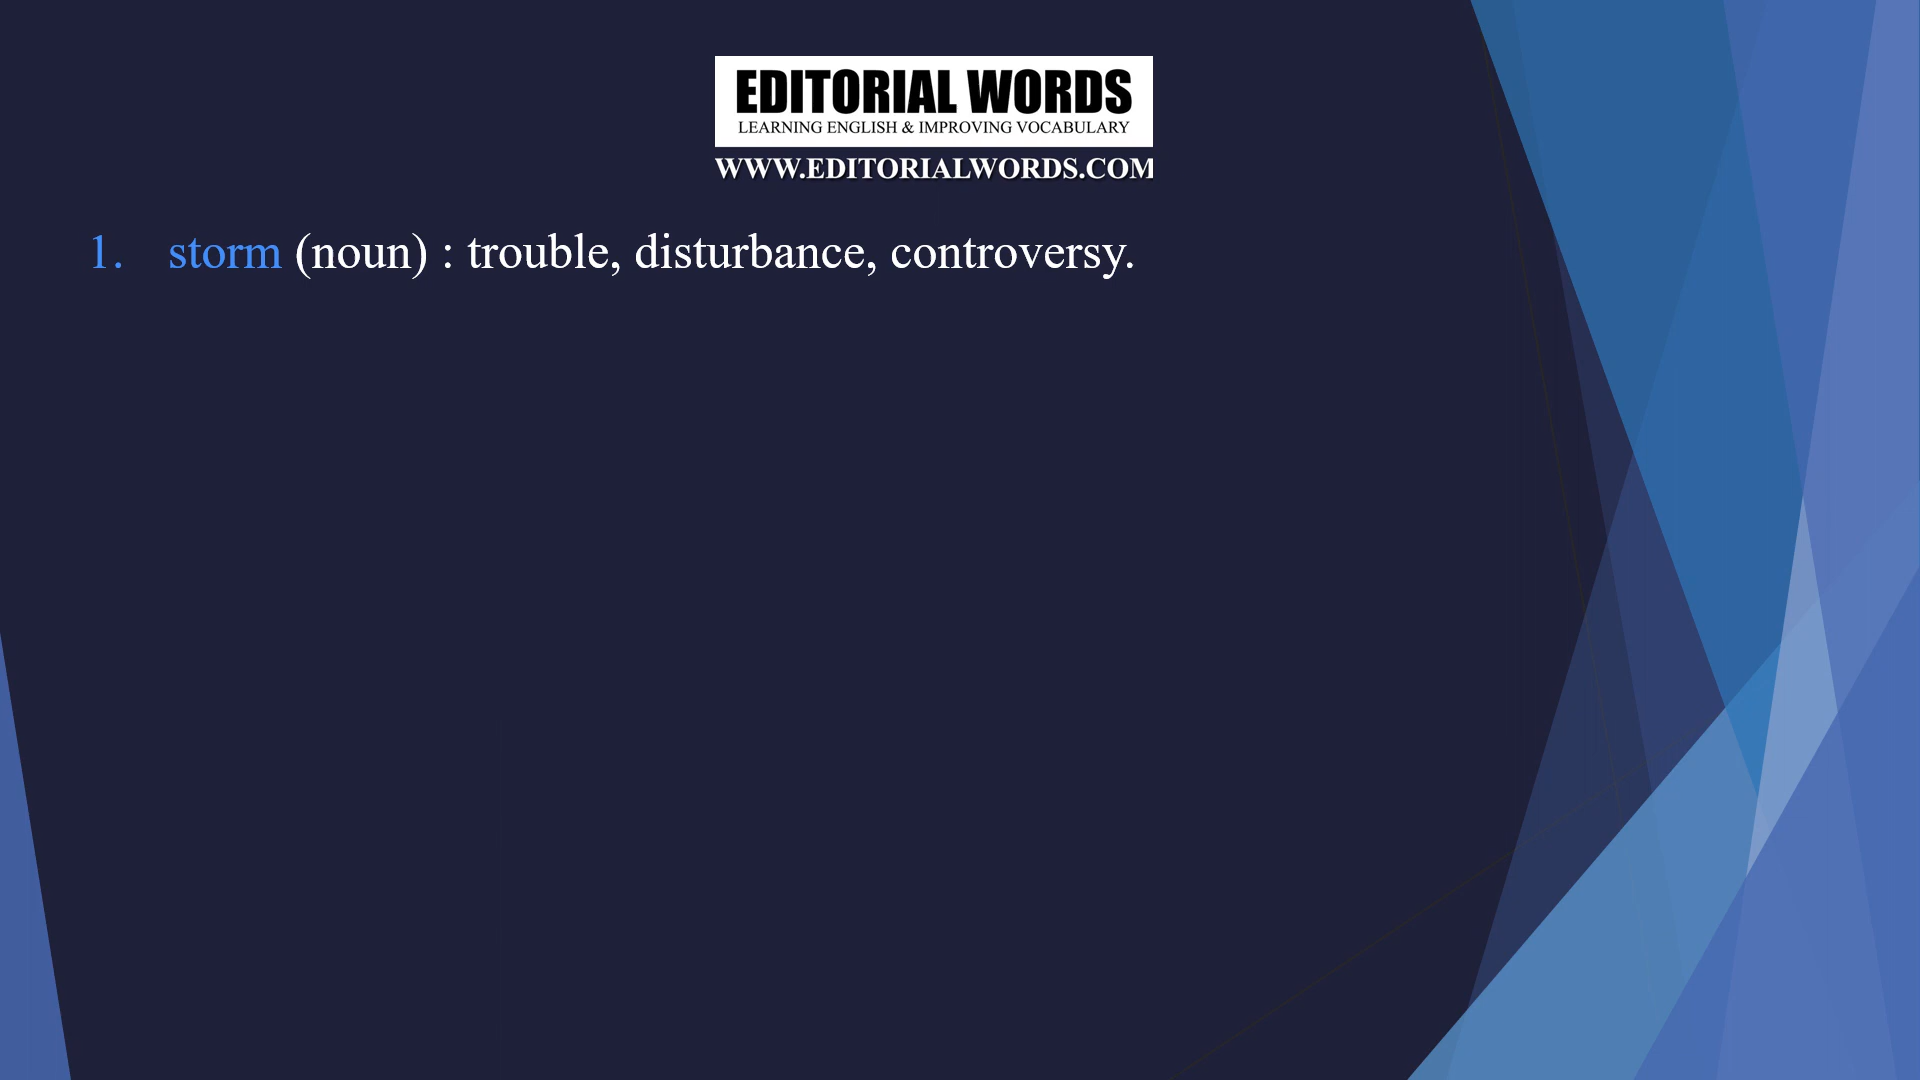 EDITORIAL WORDS
LEARNING ENGLISH & IMPROVING VOCABULARY
WWW.EDITORIALWORDS.COM
1. storm (noun) : trouble, disturbance, controversy.